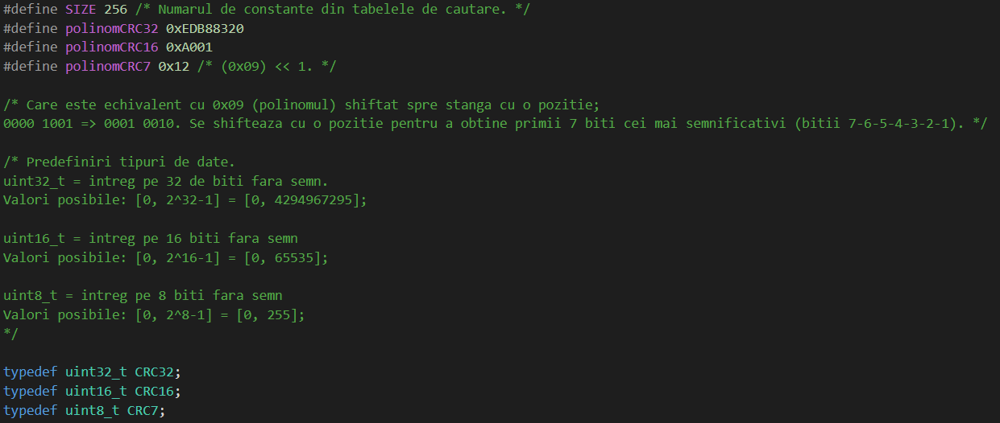 #define SIZE 256 /* Numarul de constante din tabelele de cautare. */
#define polinomCRC32 0xEDB88320
#define polinomCRC16 0xA001
#define polinomCRC7 0x12 /* (0x09) << 1. */
/* Care este echivalent cu 0x09 (polinomul) shiftat spre stanga cu o pozitie;
0000 1001 => 0001 0010. Se shifteaza cu o pozitie pentru a obtine primii 7 biti cei mai semnificativi (bitii 7-6-5-4-3-2-1). */
/* Predefiniri tipuri de date.
uint32_t = intreg pe 32 de biti fara semn.
Valori posibile: [0, 2^32-1] = [0, 4294967295];
uint16_t = intreg pe 16 biti fara semn
Valori posibile: [0, 2^16-1] = [0, 65535];
uint8_t = intreg pe 8 biti fara semn
Valori posibile: [0, 2^8-1] = [0, 255];
*/
typedef uint32_t CRC32;
typedef uint16_t CRC16;
typedef uint8_t CRC7;